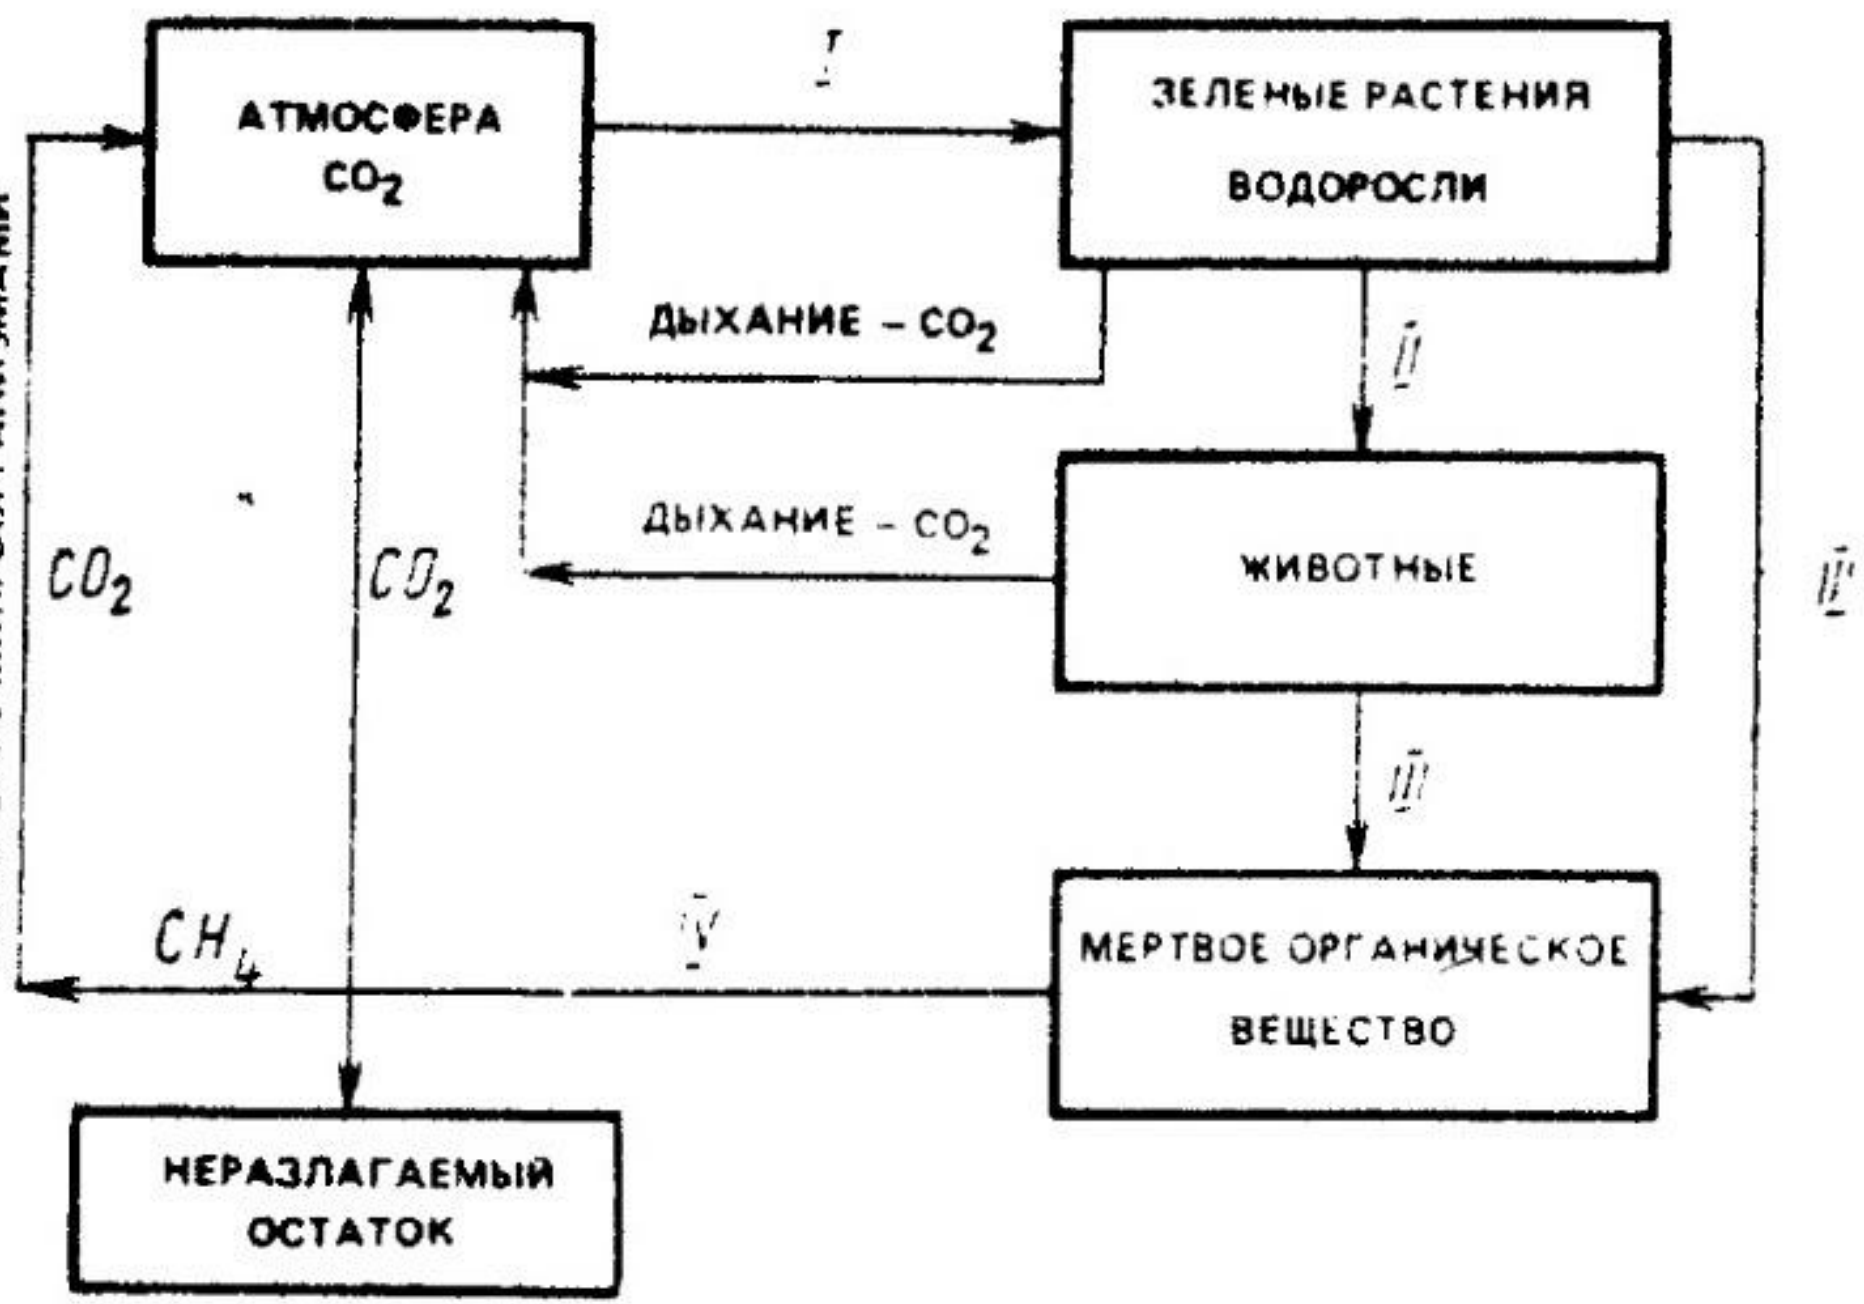 I
АТМОСФЕРА
CO2
ЗЕЛЕНЫЕ РАСТЕНИЯ
ВОДОРОСЛИ
ДЫХАНИЕ – CO2
II
ДЫХАНИЕ – CO2
ЖИВОТНЫЕ
CO2
CO2
III
III
CH4
IV
МЕРТВОЕ ОРГАНИЧЕСКОЕ
ВЕЩЕСТВО
НЕРАЗЛАГАЕМЫЙ
ОСТАТОК